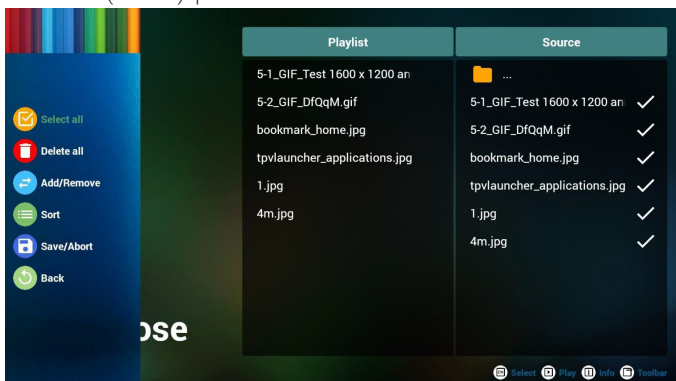 Playlist
Source
5-1_GIF_Test 1600 x 1200 an
5-2_GIF_DfQqM.gif
bookmark_home.jpg
tpvlauncher_applications.jpg
1.jpg
4m.jpg
...
5-1_GIF_Test 1600 x 1200 an
5-2_GIF_DfQqM.gif
bookmark_home.jpg
tpvlauncher_applications.jpg
1.jpg
4m.jpg
Select all
Delete all
Add/Remove
Sort
Save/Abort
Back
ose
Select Play Info Toolbar